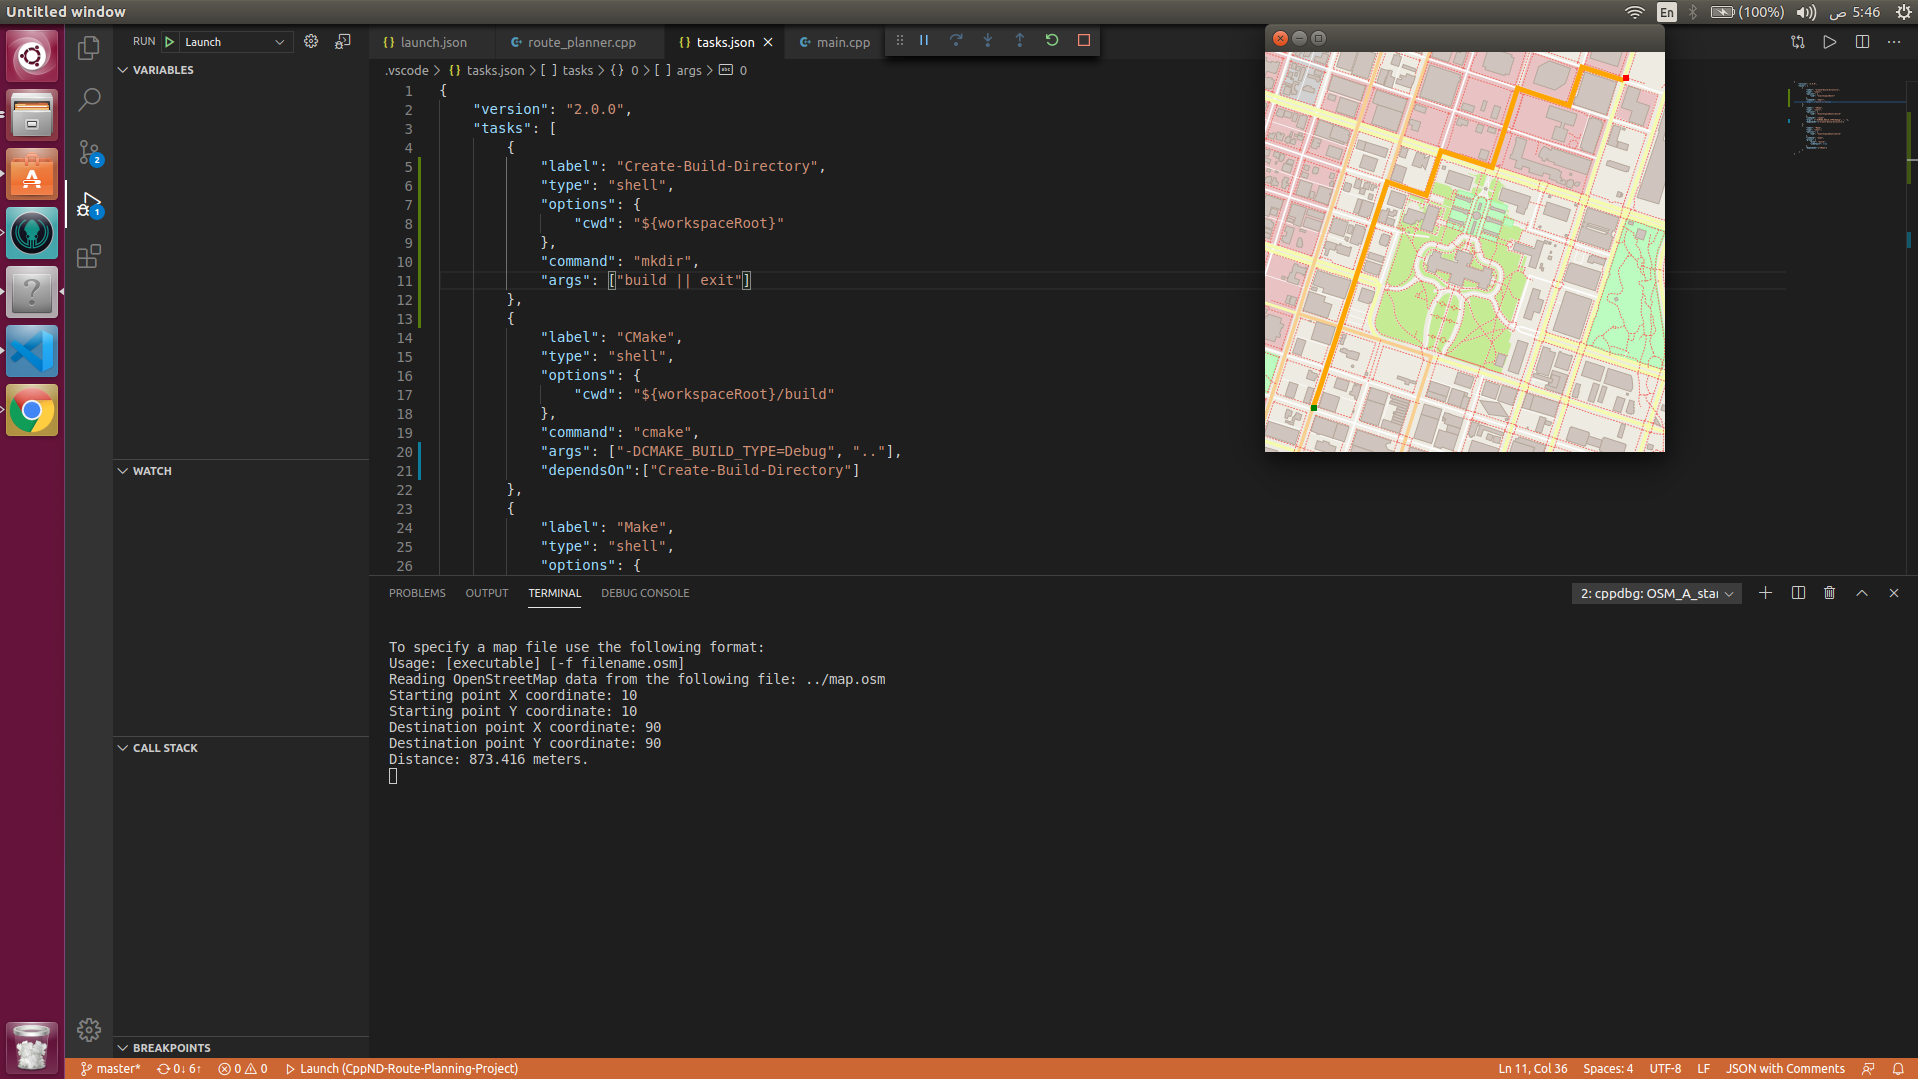 Untitled window
En
(100%)
5:46 ص
RUN
Launch
launch.json
route_planner.cpp
tasks.json
main.cpp
VARIABLES
.vscode > {} tasks.json > [ ] tasks > {} 0 > [ ] args > abc 0
1 {
2 "version": "2.0.0",
3 "tasks": [
4 {
5 "label": "Create-Build-Directory",
6 "type": "shell",
7 "options": {
8 "cwd": "${workspaceRoot}"
9 },
10 "command": "mkdir",
11 "args": ["build || exit"]
12 },
13 {
14 "label": "CMake",
15 "type": "shell",
16 "options": {
17 "cwd": "${workspaceRoot}/build"
18 },
19 "command": "cmake",
20 "args": ["-DCMAKE_BUILD_TYPE=Debug", ".."],
21 "dependsOn":["Create-Build-Directory"]
22 },
23 {
24 "label": "Make",
25 "type": "shell",
26 "options": {
2
1
WATCH
CALL STACK
BREAKPOINTS
PROBLEMS
OUTPUT
TERMINAL
DEBUG CONSOLE
2: cppdbg: OSM_A_star
To specify a map file use the following format:
Usage: [executable] [-f filename.osm]
Reading OpenStreetMap data from the following file: ../map.osm
Starting point X coordinate: 10
Starting point Y coordinate: 10
Destination point X coordinate: 90
Destination point Y coordinate: 90
Distance: 873.416 meters.
master*
0↓ 6↑
0
0
Launch (CppND-Route-Planning-Project)
Ln 11, Col 36
Spaces: 4
UTF-8
LF
JSON with Comments